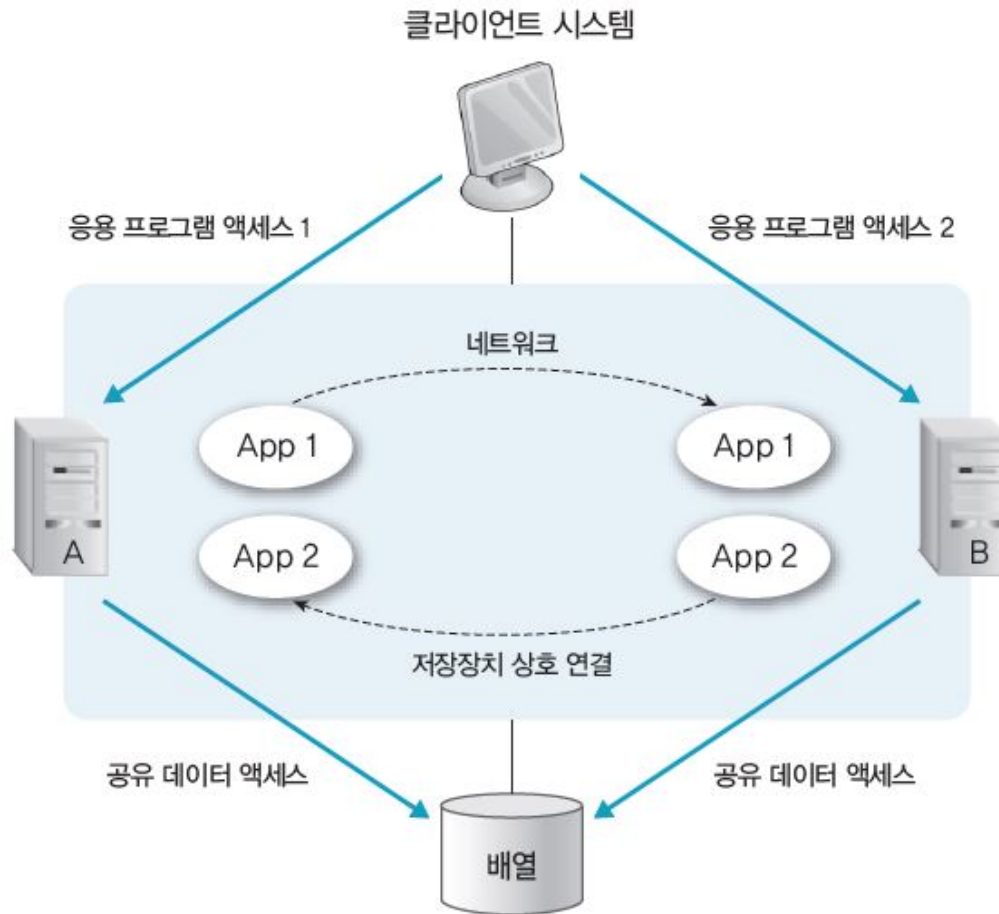 클라이언트 시스템
응용 프로그램 액세스 1
응용 프로그램 액세스 2
네트워크
App 1
App 1
A
App 2
App 2
B
저장장치 상호 연결
공유 데이터 액세스
공유 데이터 액세스
배열